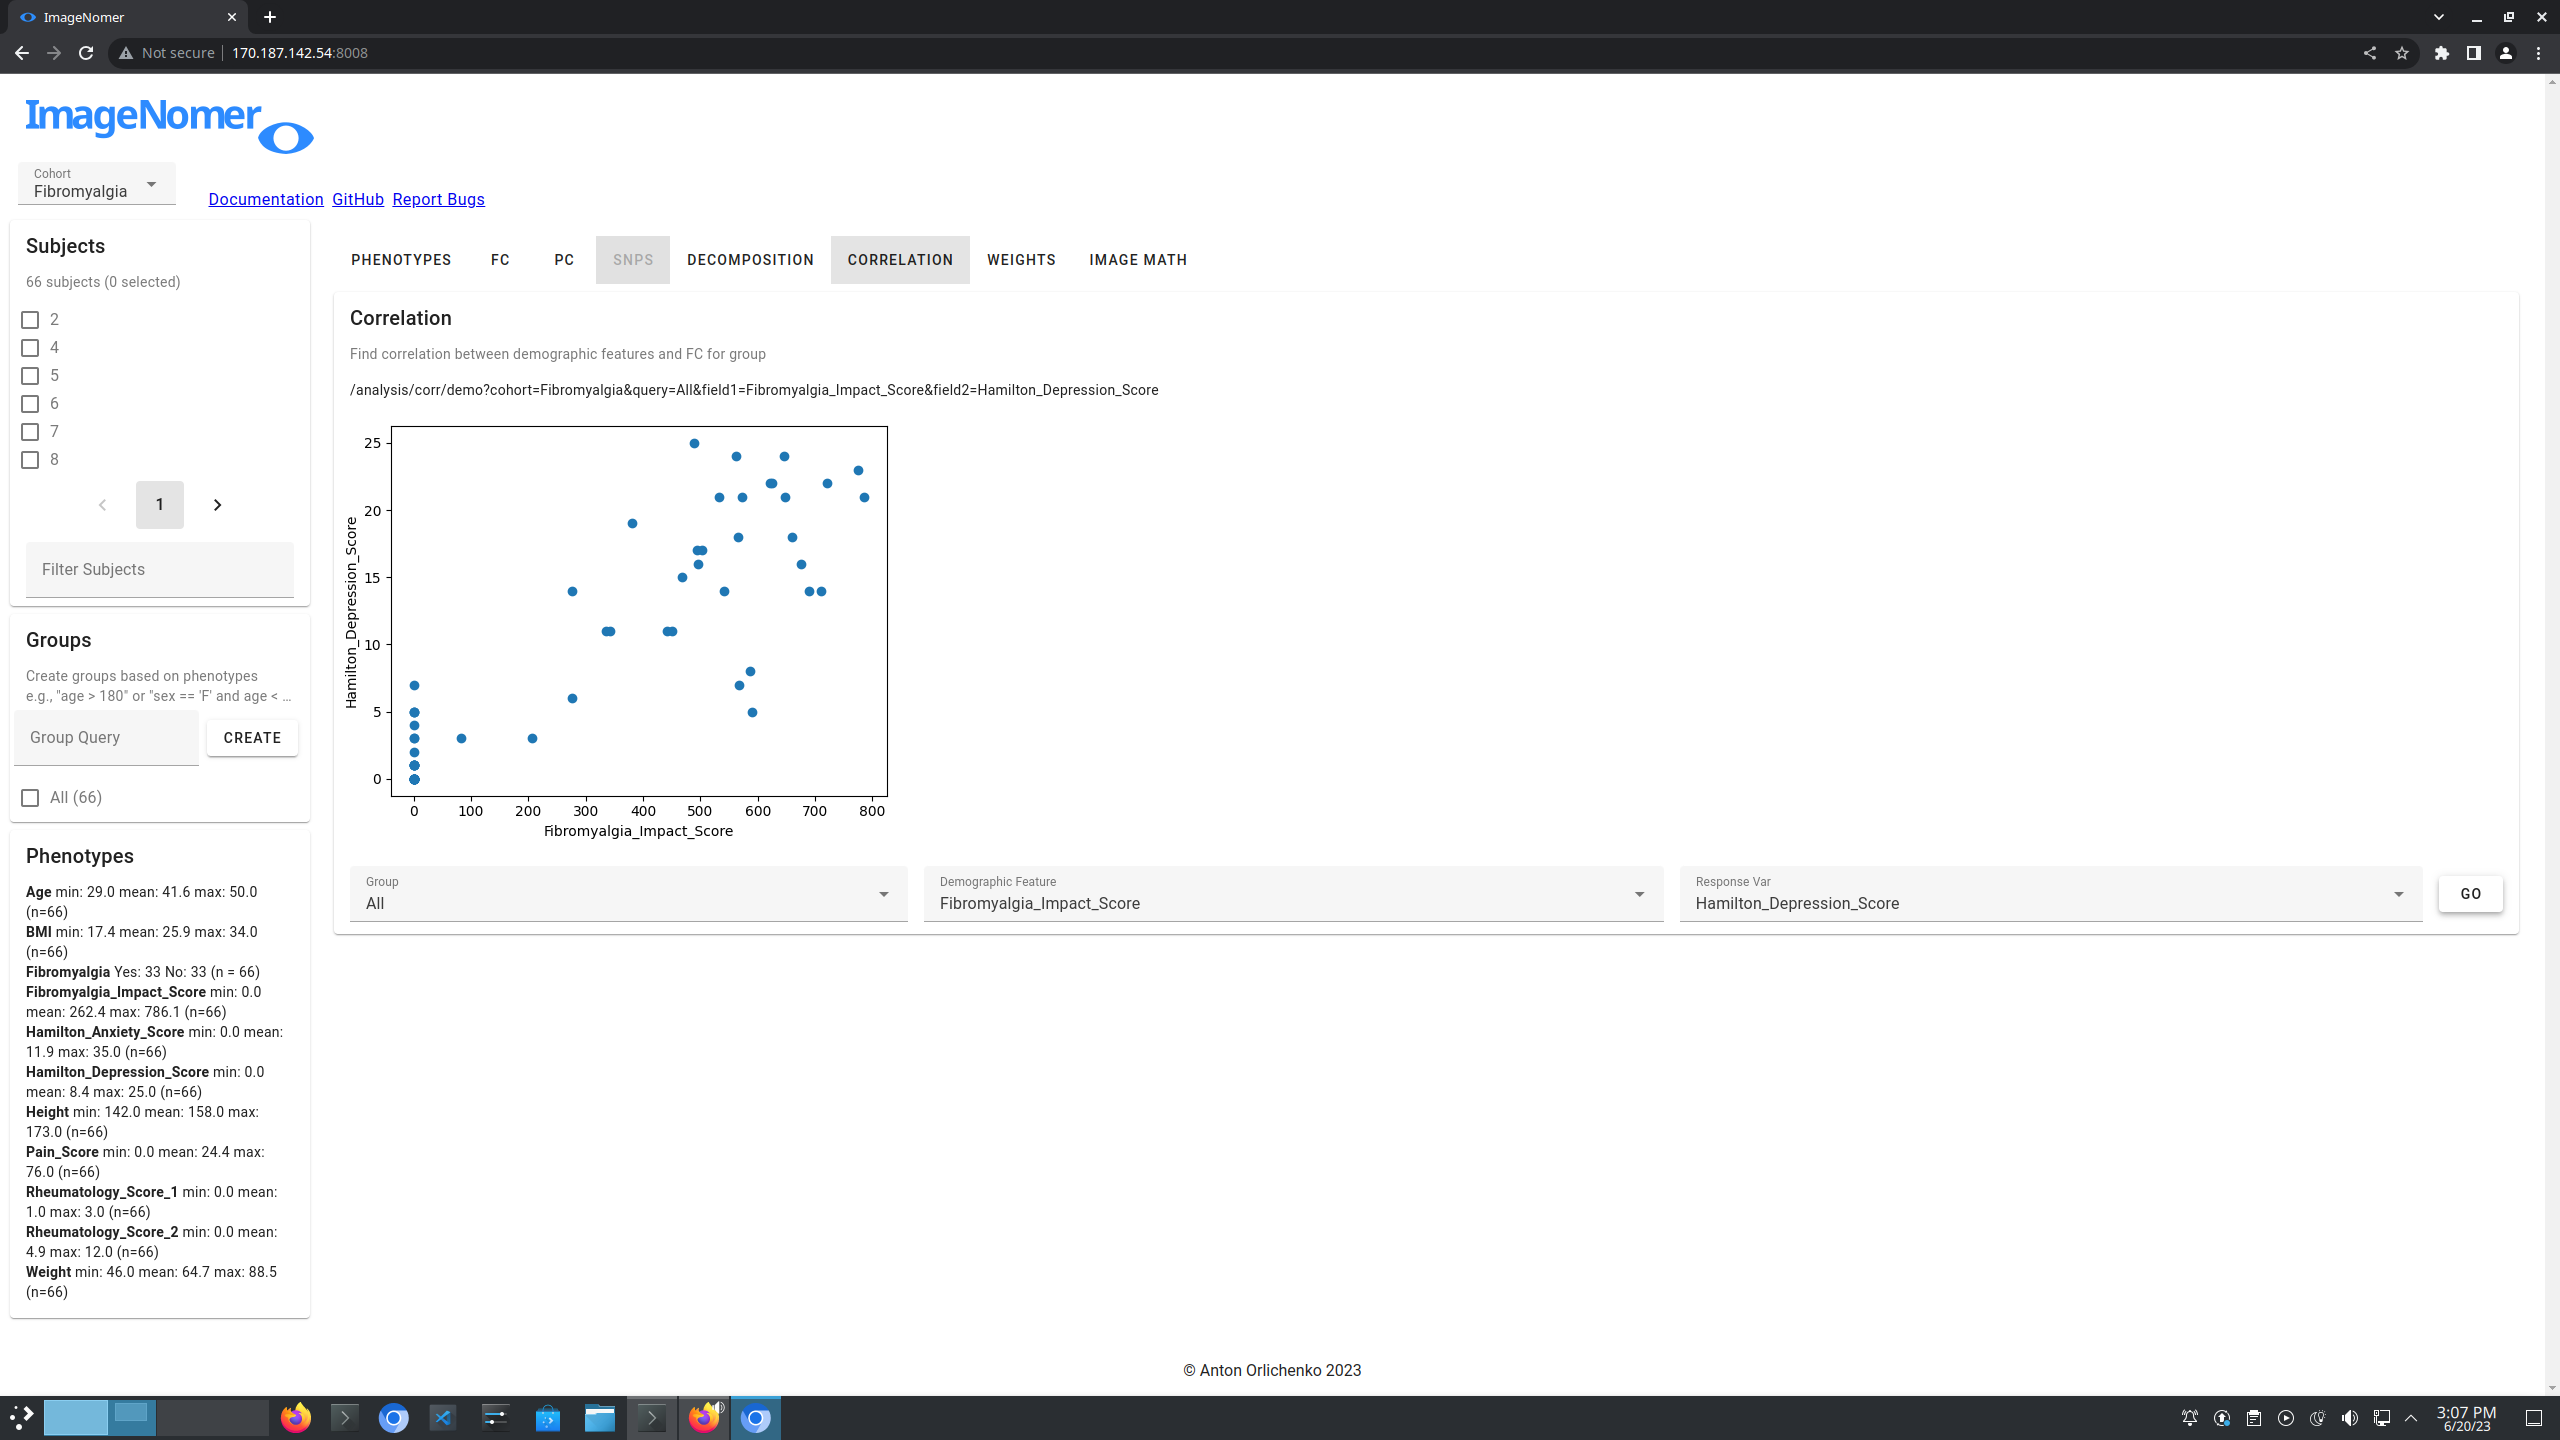 ImageNomer
Not secure 170.187.142.54:8008
ImageNomer
Cohort
Fibromyalgia
Documentation GitHub Report Bugs
Subjects
66 subjects (0 selected)
2
4
5
6
7
8
1
Filter Subjects
Groups
Create groups based on phenotypes
e.g., "age > 180" or "sex == 'F' and age < ...
Group Query CREATE
All (66)
Phenotypes
Age min: 29.0 mean: 41.6 max: 50.0
(n=66)
BMI min: 17.4 mean: 25.9 max: 34.0
(n=66)
Fibromyalgia Yes: 33 No: 33 (n = 66)
Fibromyalgia_Impact_Score min: 0.0
mean: 262.4 max: 786.1 (n=66)
Hamilton_Anxiety_Score min: 0.0 mean:
11.9 max: 35.0 (n=66)
Hamilton_Depression_Score min: 0.0
mean: 8.4 max: 25.0 (n=66)
Height min: 142.0 mean: 158.0 max:
173.0 (n=66)
Pain_Score min: 0.0 mean: 24.4 max:
76.0 (n=66)
Rheumatology_Score_1 min: 0.0 mean:
1.0 max: 3.0 (n=66)
Rheumatology_Score_2 min: 0.0 mean:
4.9 max: 12.0 (n=66)
Weight min: 46.0 mean: 64.7 max: 88.5
(n=66)
PHENOTYPES FC PC SNPS DECOMPOSITION CORRELATION WEIGHTS IMAGE MATH
Correlation
Find correlation between demographic features and FC for group
/analysis/corr/demo?cohort=Fibromyalgia&query=All&field1=Fibromyalgia_Impact_Score&field2=Hamilton_Depression_Score
Hamilton_Depression_Score
25
20
15
10
5
0
0 100 200 300 400 500 600 700 800
Fibromyalgia_Impact_Score
Group
All
Demographic Feature
Fibromyalgia_Impact_Score
Response Var
Hamilton_Depression_Score
GO
© Anton Orlichenko 2023
3:07 PM
6/20/23